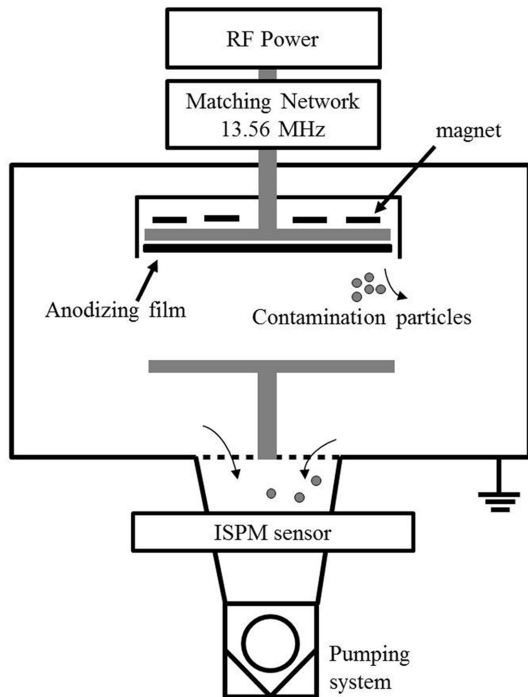 RF Power
Matching Network
13.56 MHz
magnet
Anodizing film
Contamination particles
ISPM sensor
Pumping
system